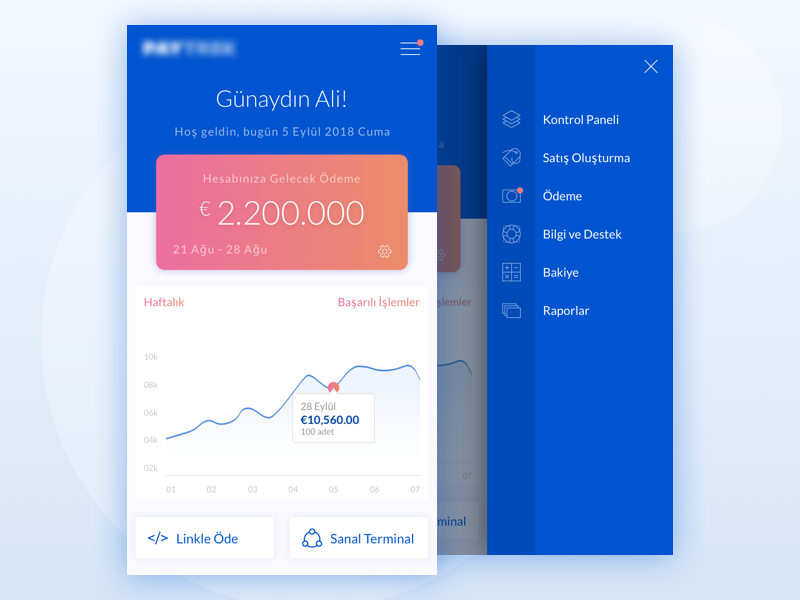 Günaydın Ali!
Hoş geldin, bugün 5 Eylül 2018 Cuma
Hesabınıza Gelecek Ödeme
€ 2.200.000
21 Ağu - 28 Ağu
Haftalık
Başarılı İşlemler
10k
08k
06k
04k
02k
28 Eylül
€10,560.00
100 adet
01 02 03 04 05 06 07
</> Linkle Öde
Sanal Terminal
a
şlemler
07
minal
Kontrol Paneli
Satış Oluşturma
Ödeme
Bilgi ve Destek
Bakiye
Raporlar